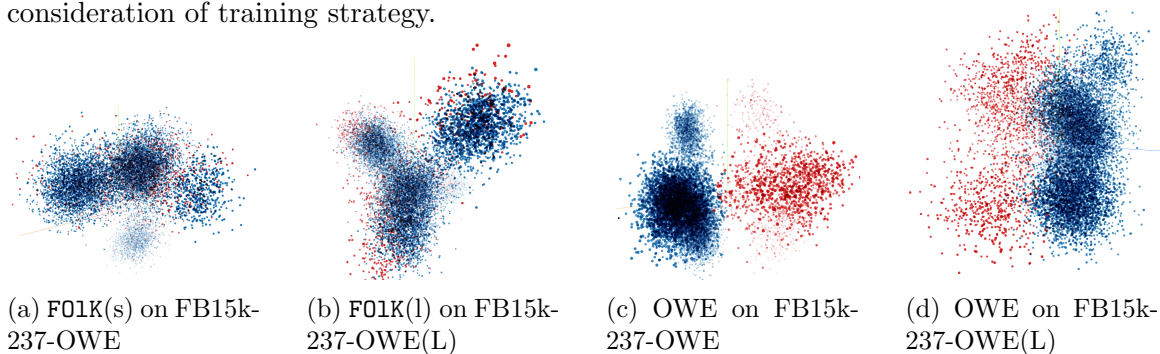 consideration of training strategy.
(a) FOlK(s) on FB15k-237-OWE
(b) FOlK(l) on FB15k-237-OWE(L)
(c) OWE on FB15k-237-OWE
(d) OWE on FB15k-237-OWE(L)